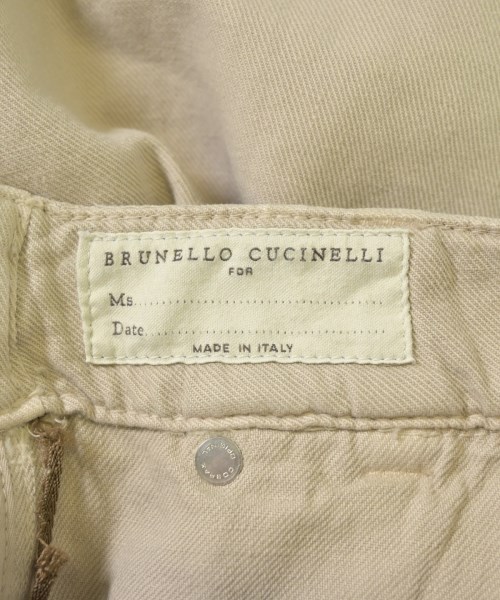 BRUNELLO CUCINELLI
FOR
Ms..............................
Date..............................
MADE IN ITALY